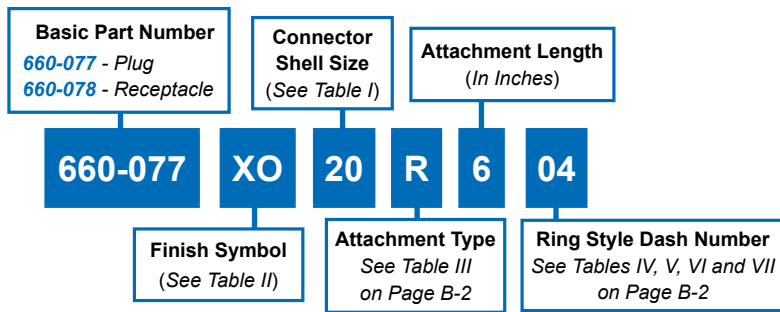 Basic Part Number
660-077 - Plug
660-078 - Receptacle
Connector
Shell Size
(See Table I)
Attachment Length
(In Inches)
660-077 XO 20 R 6 04
Finish Symbol
(See Table II)
Attachment Type
See Table III
on Page B-2
Ring Style Dash Number
See Tables IV, V, VI and VII
on Page B-2